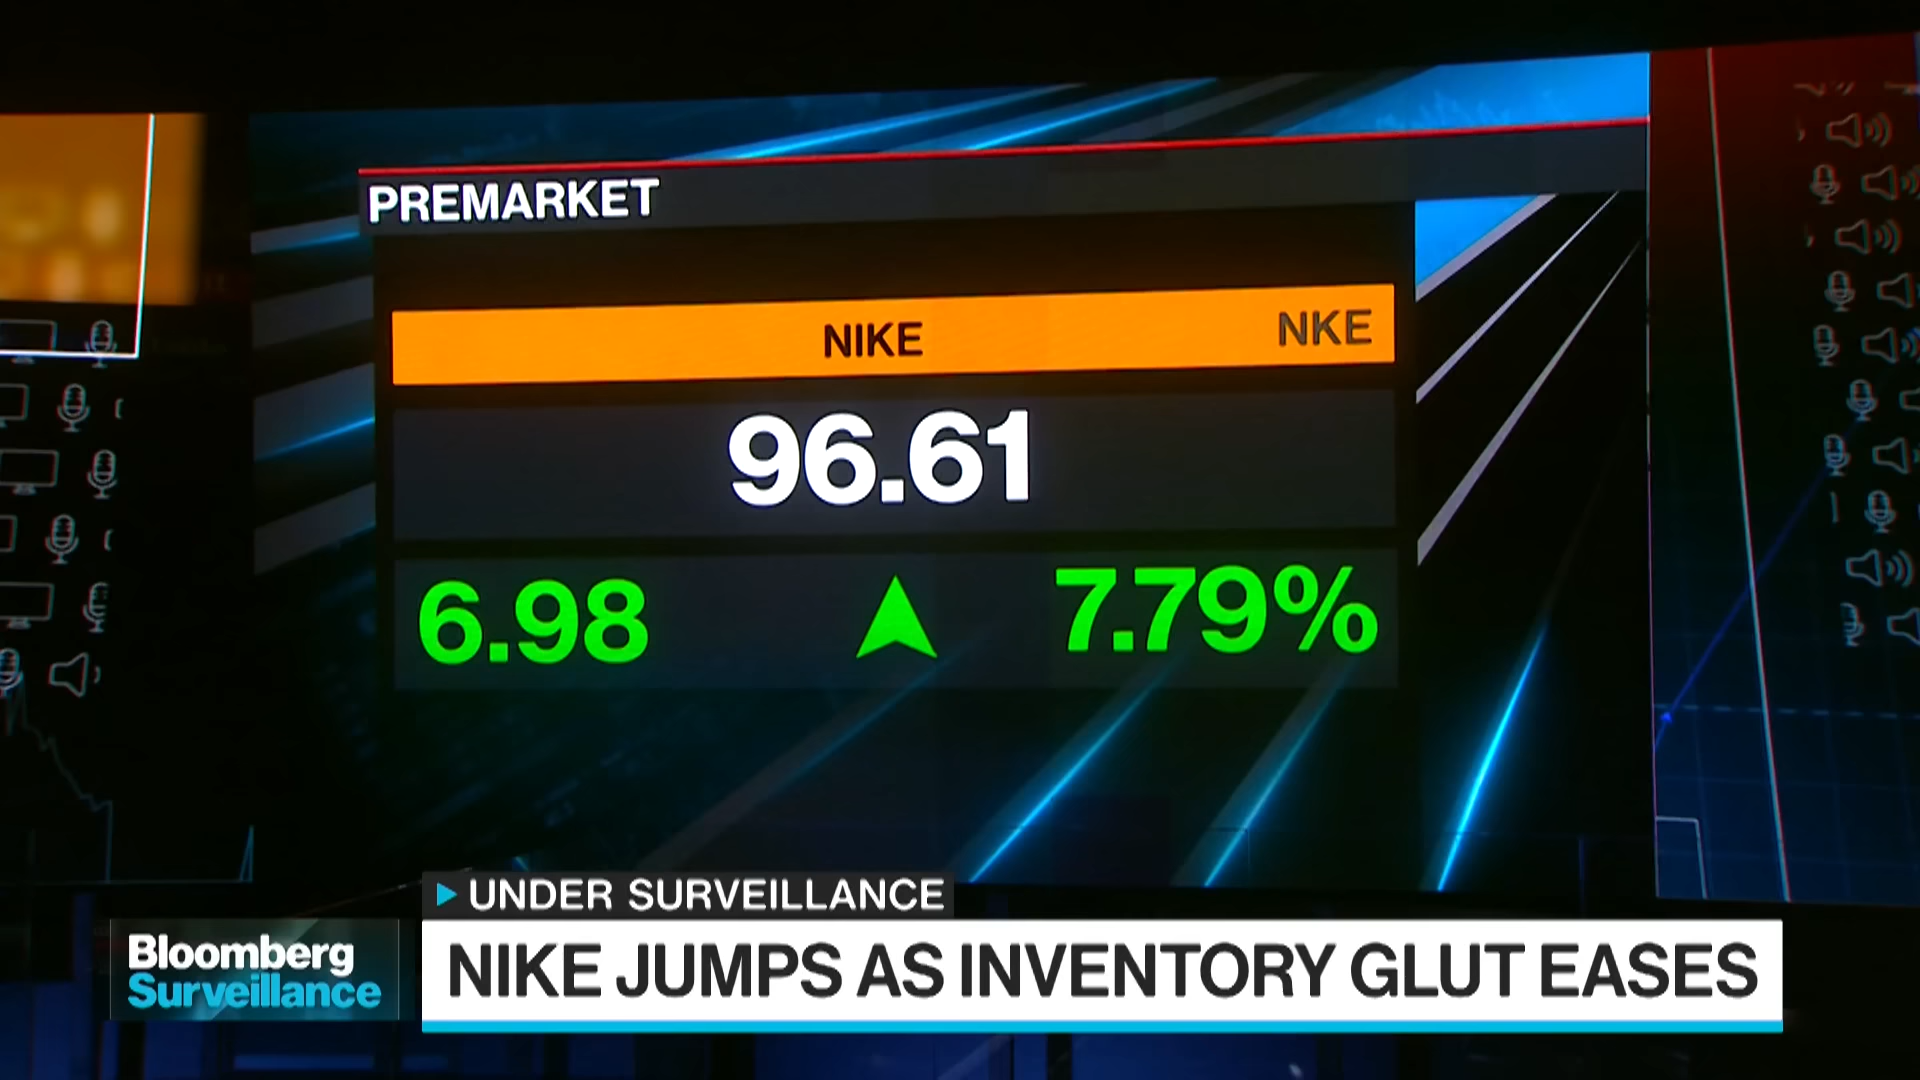 PREMARKET
NIKE NKE
96.61
6.98 7.79%
UNDER SURVEILLANCE
Bloomberg
Surveillance
NIKE JUMPS AS INVENTORY GLUT EASES